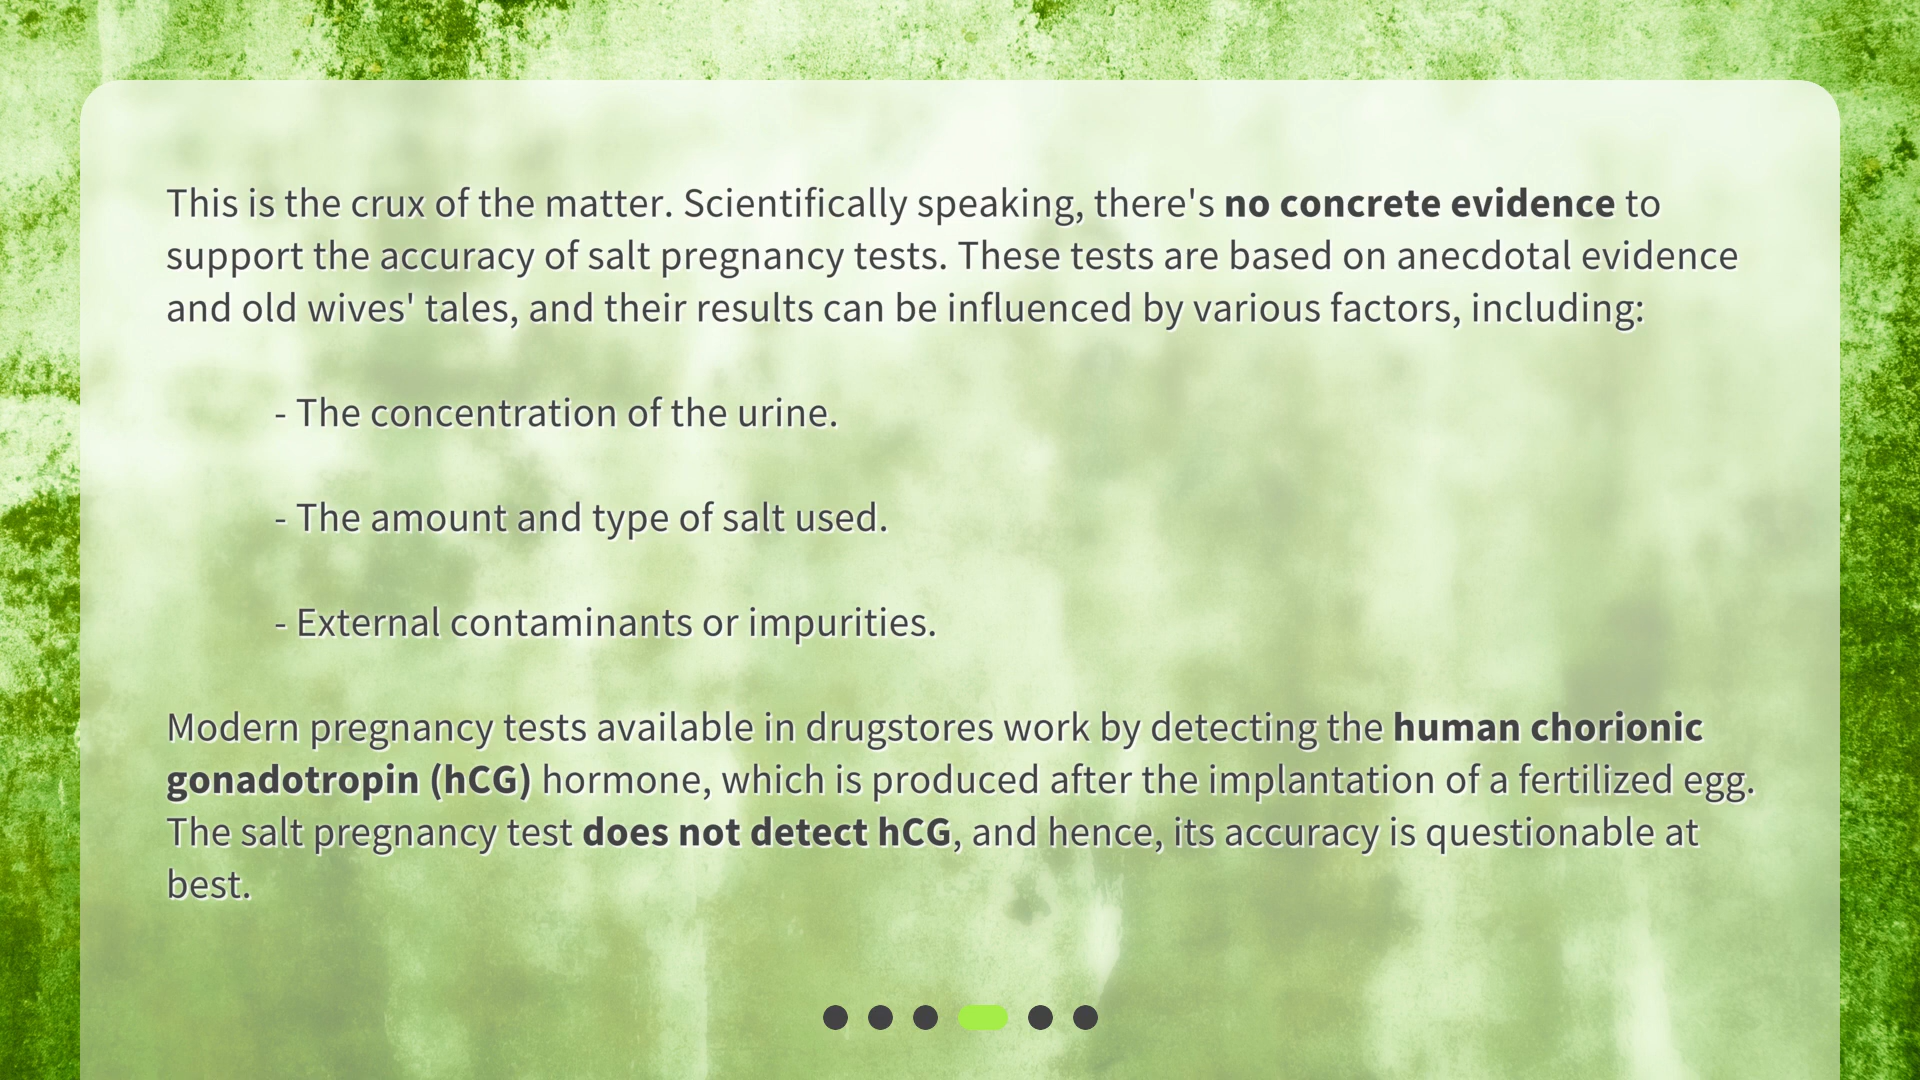 This is the crux of the matter. Scientifically speaking, there's no concrete evidence to
support the accuracy of salt pregnancy tests. These tests are based on anecdotal evidence
and old wives' tales, and their results can be influenced by various factors, including:
- The concentration of the urine.
- The amount and type of salt used.
- External contaminants or impurities.
Modern pregnancy tests available in drugstores work by detecting the human chorionic
gonadotropin (hCG) hormone, which is produced after the implantation of a fertilized egg.
The salt pregnancy test does not detect hCG, and hence, its accuracy is questionable at
best.